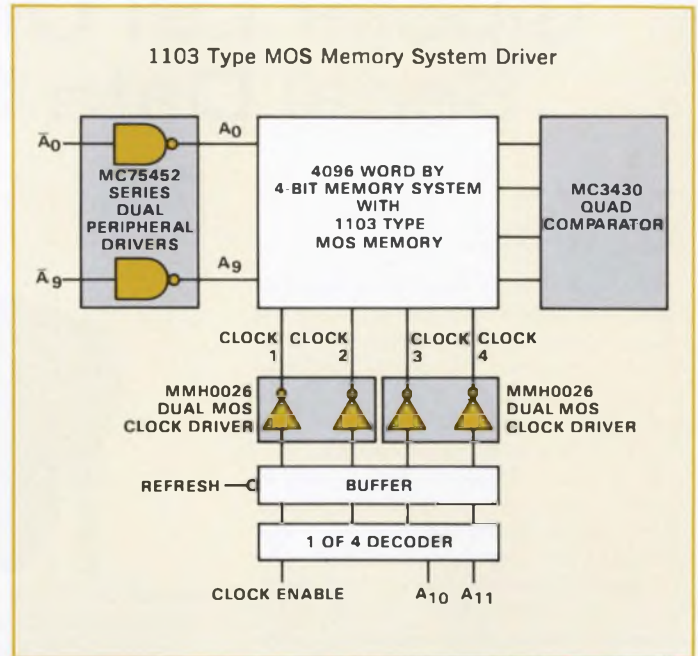 1103 Type MOS Memory System Driver
Ā0
A0
MC75452
SERIES
DUAL
PERIPHERAL
DRIVERS
Ā9
A9
4096 WORD BY
4-BIT MEMORY SYSTEM
WITH
1103 TYPE
MOS MEMORY
MC3430
QUAD
COMPARATOR
CLOCK 1
CLOCK 2
CLOCK 3
CLOCK 4
MMH0026
DUAL MOS
CLOCK DRIVER
MMH0026
DUAL MOS
CLOCK DRIVER
REFRESH
BUFFER
1 OF 4 DECODER
CLOCK ENABLE
A10 A11